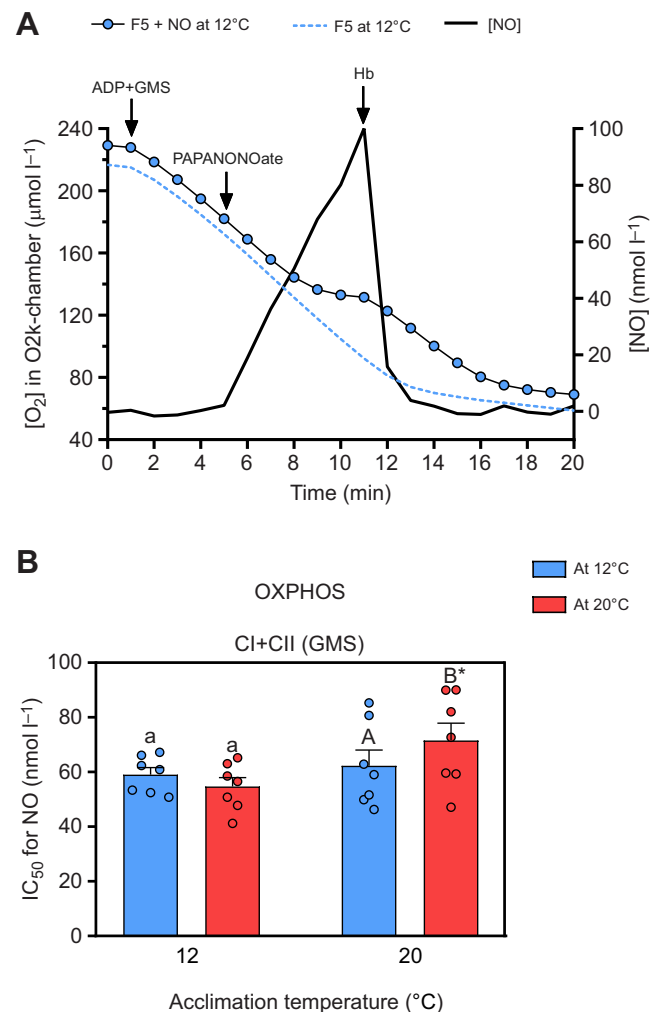 A
F5 + NO at 12°C
F5 at 12°C
[NO]
Hb
ADP+GMS
PAPANONOate
240
200
160
120
80
40
[O₂] in O2k-chamber (μmol l⁻¹)
100
80
60
40
20
0
[NO] (nmol l⁻¹)
0 2 4 6 8 10 12 14 16 18 20
Time (min)
B
At 12°C
At 20°C
OXPHOS
CI+CII (GMS)
100
80
60
40
20
0
IC₅₀ for NO (nmol l⁻¹)
a
a
A
B*
12 20
Acclimation temperature (°C)